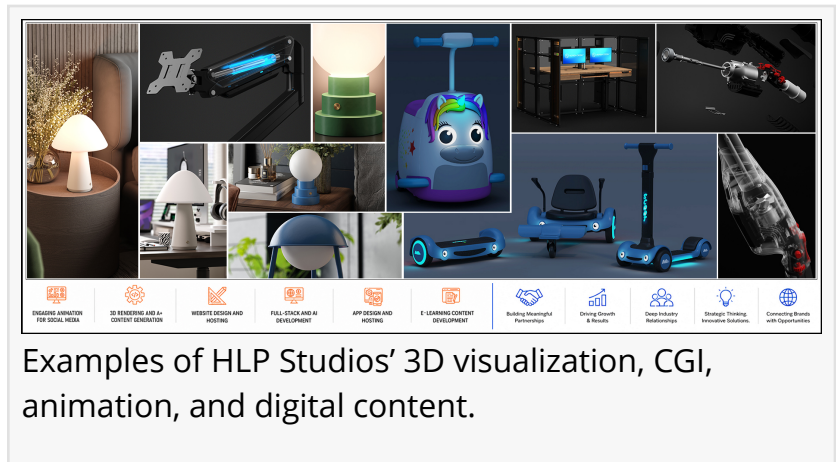 ENGAGING ANIMATION
FOR SOCIAL MEDIA
3D RENDERING AND A+
CONTENT GENERATION
WEBSITE DESIGN AND
HOSTING
FULL-STACK AND AI
DEVELOPMENT
APP DESIGN AND
HOSTING
E-LEARNING CONTENT
DEVELOPMENT
Building Meaningful
Partnerships
Driving Growth
& Results
Deep Industry
Relationships
Strategic Thinking.
Innovative Solutions.
Connecting Brands
with Opportunities
Examples of HLP Studios’ 3D visualization, CGI,
animation, and digital content.